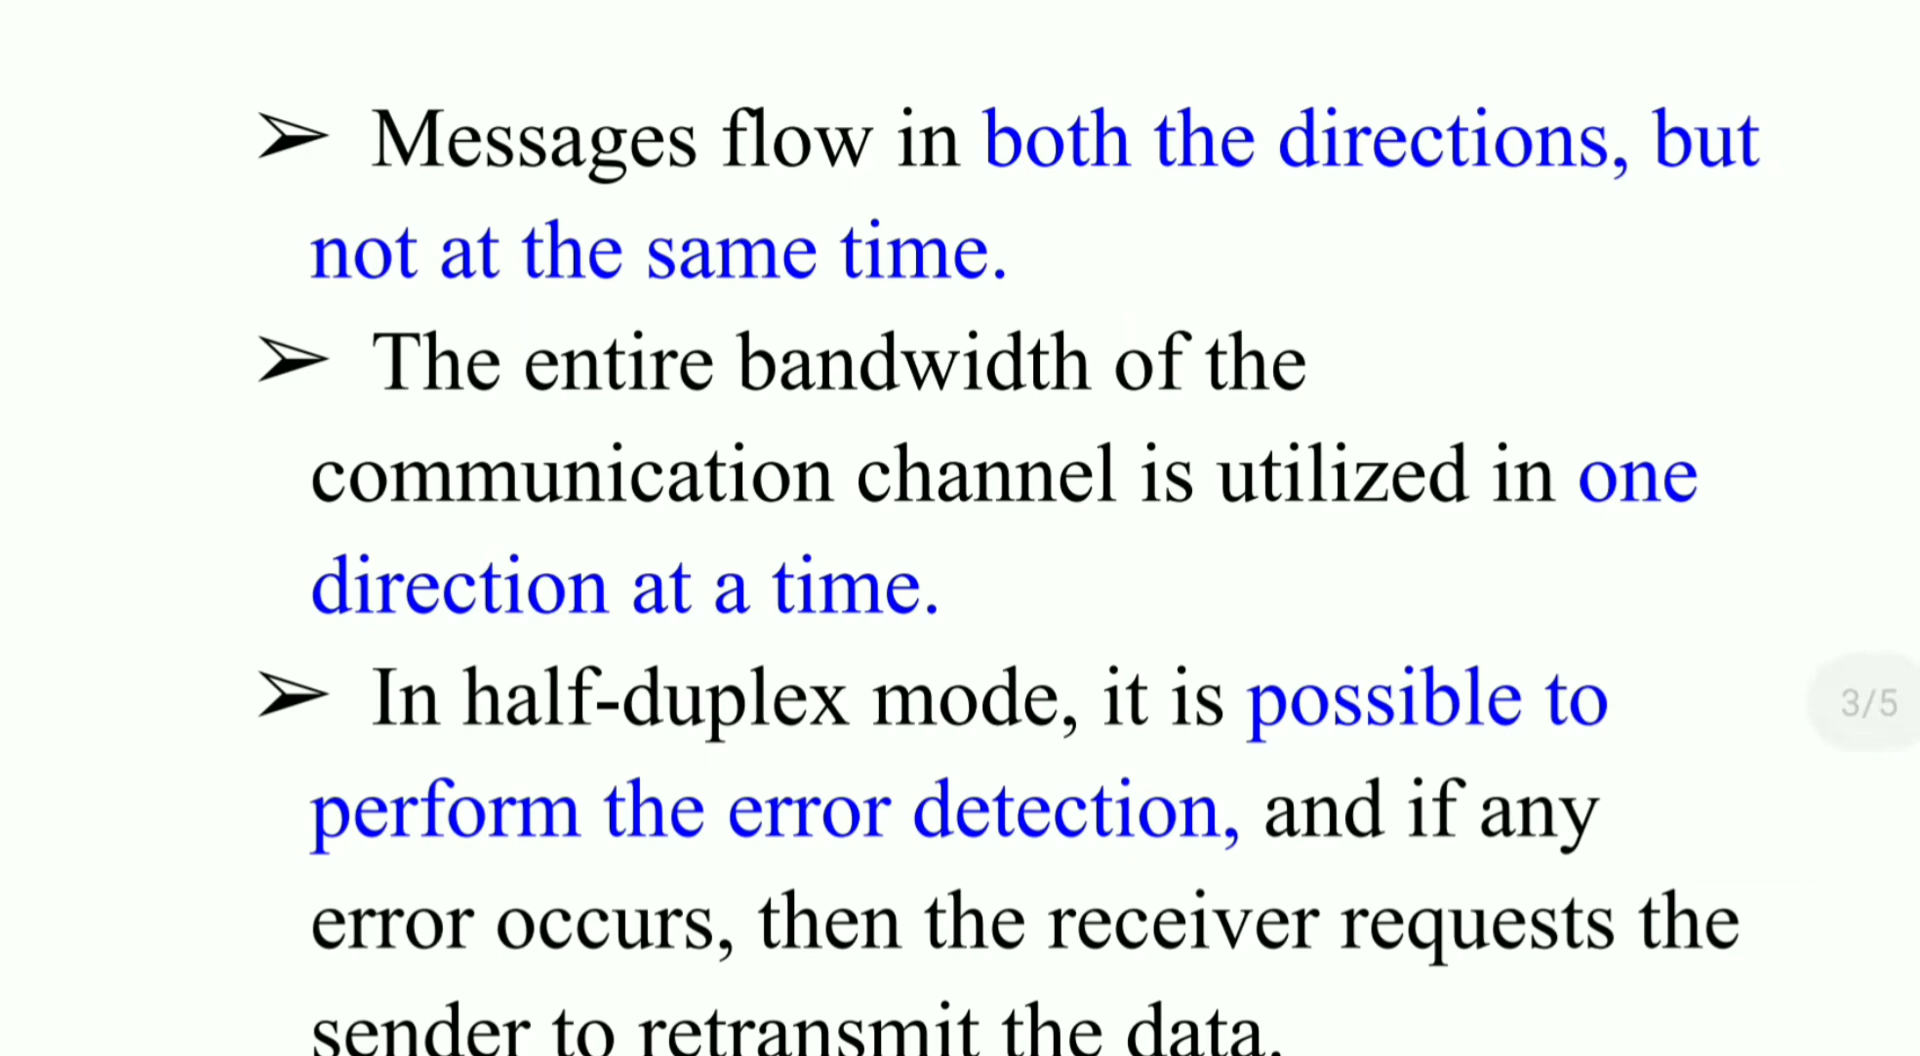 ➢ Messages flow in both the directions, but
not at the same time.
➢ The entire bandwidth of the
communication channel is utilized in one
direction at a time.
➢ In half-duplex mode, it is possible to
perform the error detection, and if any
error occurs, then the receiver requests the
sender to retransmit the data.
3/5